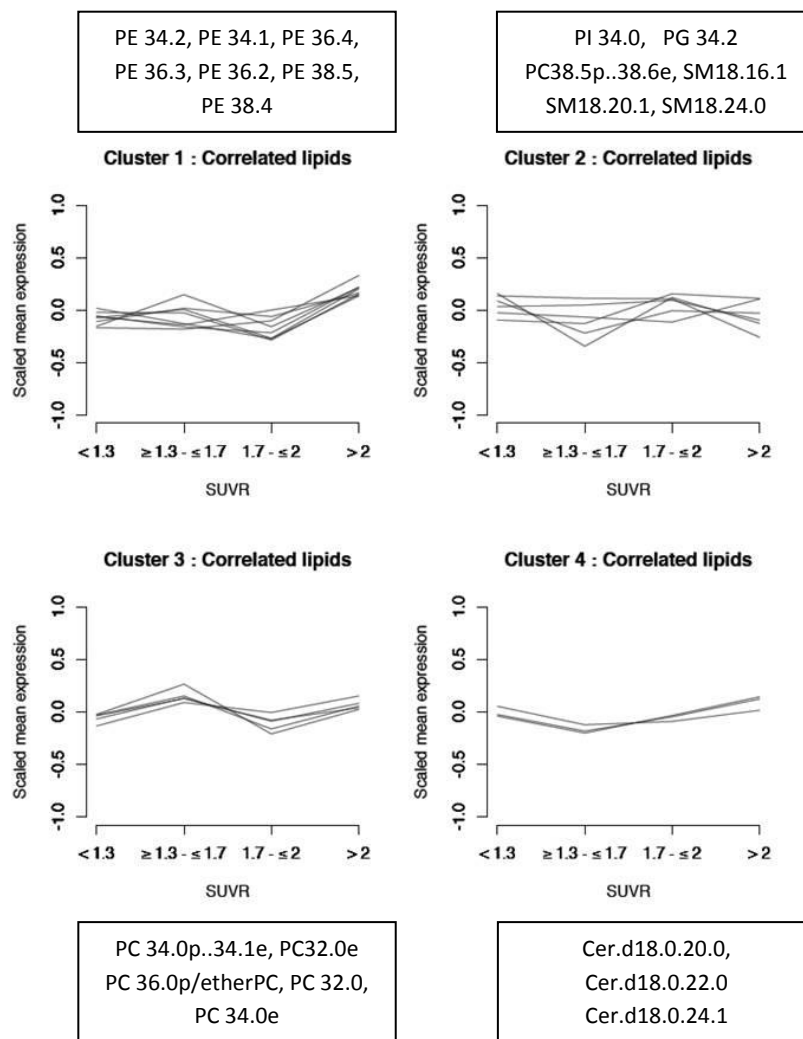 PE 34.2, PE 34.1, PE 36.4,
PE 36.3, PE 36.2, PE 38.5,
PE 38.4
PI 34.0, PG 34.2
PC38.5p..38.6e, SM18.16.1
SM18.20.1, SM18.24.0
Cluster 1 : Correlated lipids
Scaled mean expression
1.0
0.5
0.0
-0.5
-1.0
< 1.3 ≥ 1.3 - ≤ 1.7 1.7 - ≤ 2 > 2
SUVR
Cluster 2 : Correlated lipids
Scaled mean expression
1.0
0.5
0.0
-0.5
-1.0
< 1.3 ≥ 1.3 - ≤ 1.7 1.7 - ≤ 2 > 2
SUVR
Cluster 3 : Correlated lipids
Scaled mean expression
1.0
0.5
0.0
-0.5
-1.0
< 1.3 ≥ 1.3 - ≤ 1.7 1.7 - ≤ 2 > 2
SUVR
Cluster 4 : Correlated lipids
Scaled mean expression
1.0
0.5
0.0
-0.5
-1.0
< 1.3 ≥ 1.3 - ≤ 1.7 1.7 - ≤ 2 > 2
SUVR
PC 34.0p..34.1e, PC32.0e
PC 36.0p/etherPC, PC 32.0,
PC 34.0e
Cer.d18.0.20.0,
Cer.d18.0.22.0
Cer.d18.0.24.1